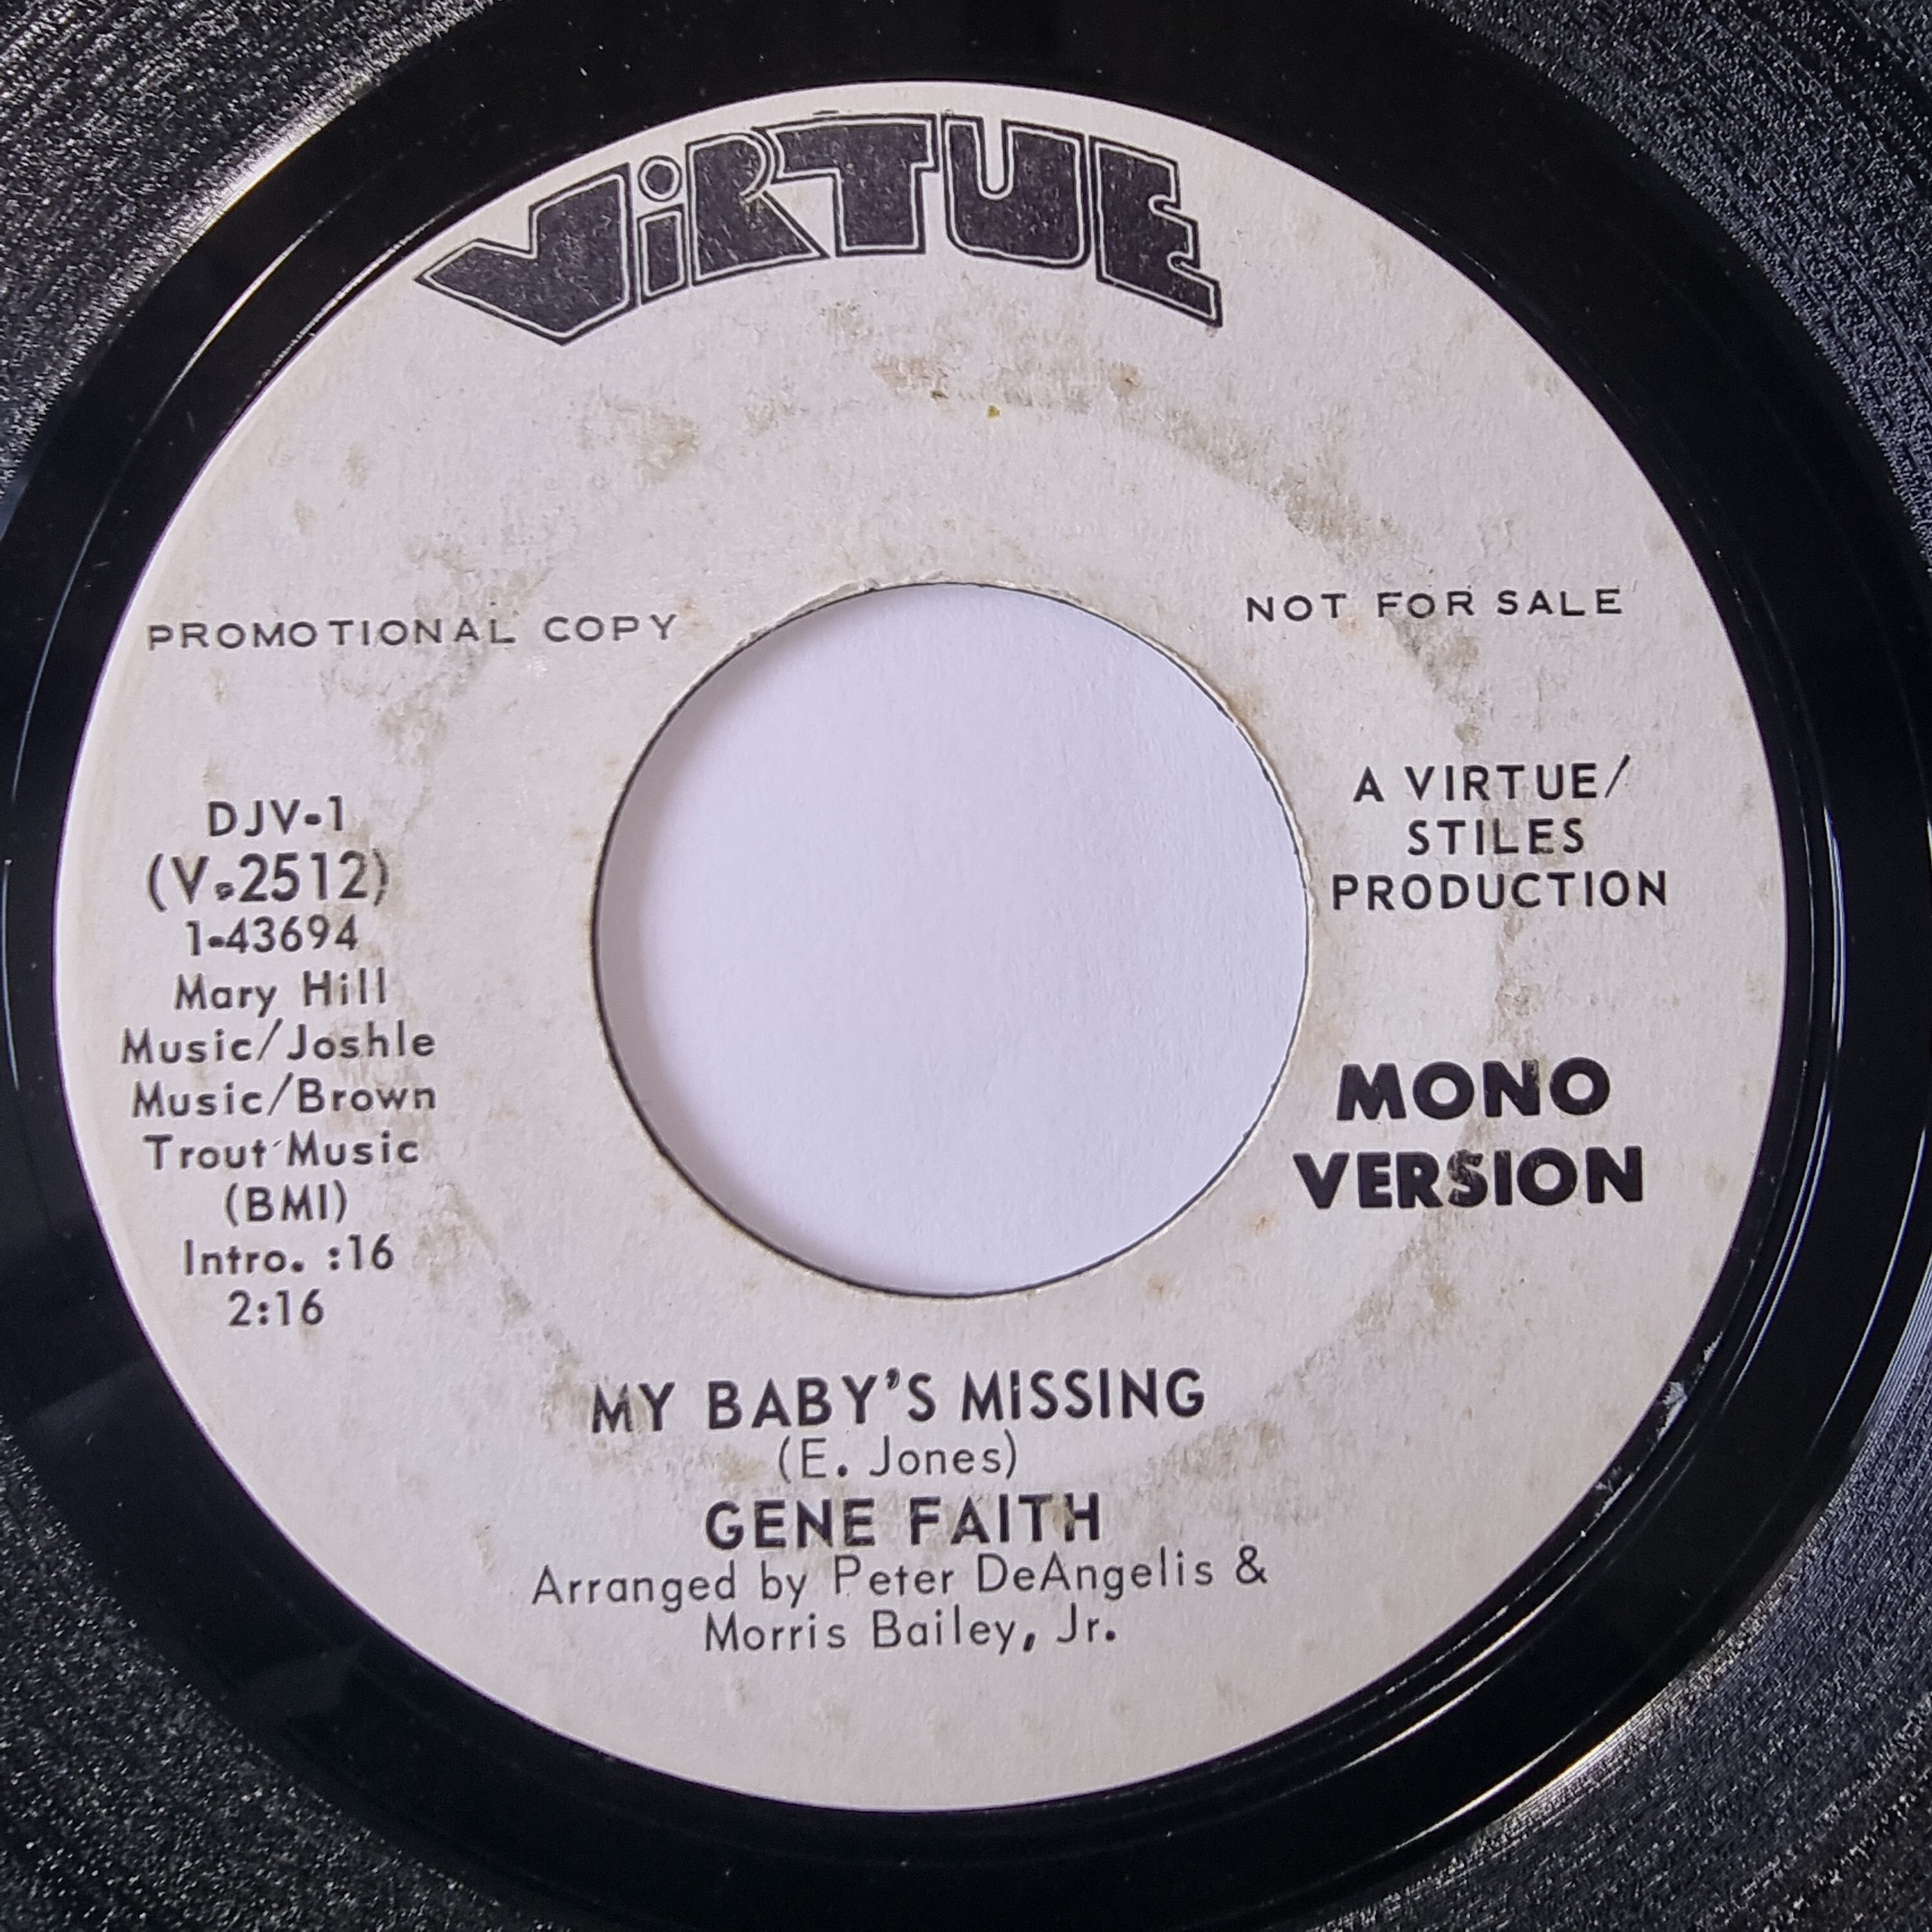 ViRTUE
PROMOTIONAL COPY
NOT FOR SALE
DJV-1
(V.2512)
1-43694
Mary Hill
Music/Joshle
Music/Brown
Trout Music
(BMI)
Intro. :16
2:16
A VIRTUE/
STILES
PRODUCTION
MONO
VERSION
MY BABY'S MISSING
(E. Jones)
GENE FAITH
Arranged by Peter DeAngelis &
Morris Bailey, Jr.